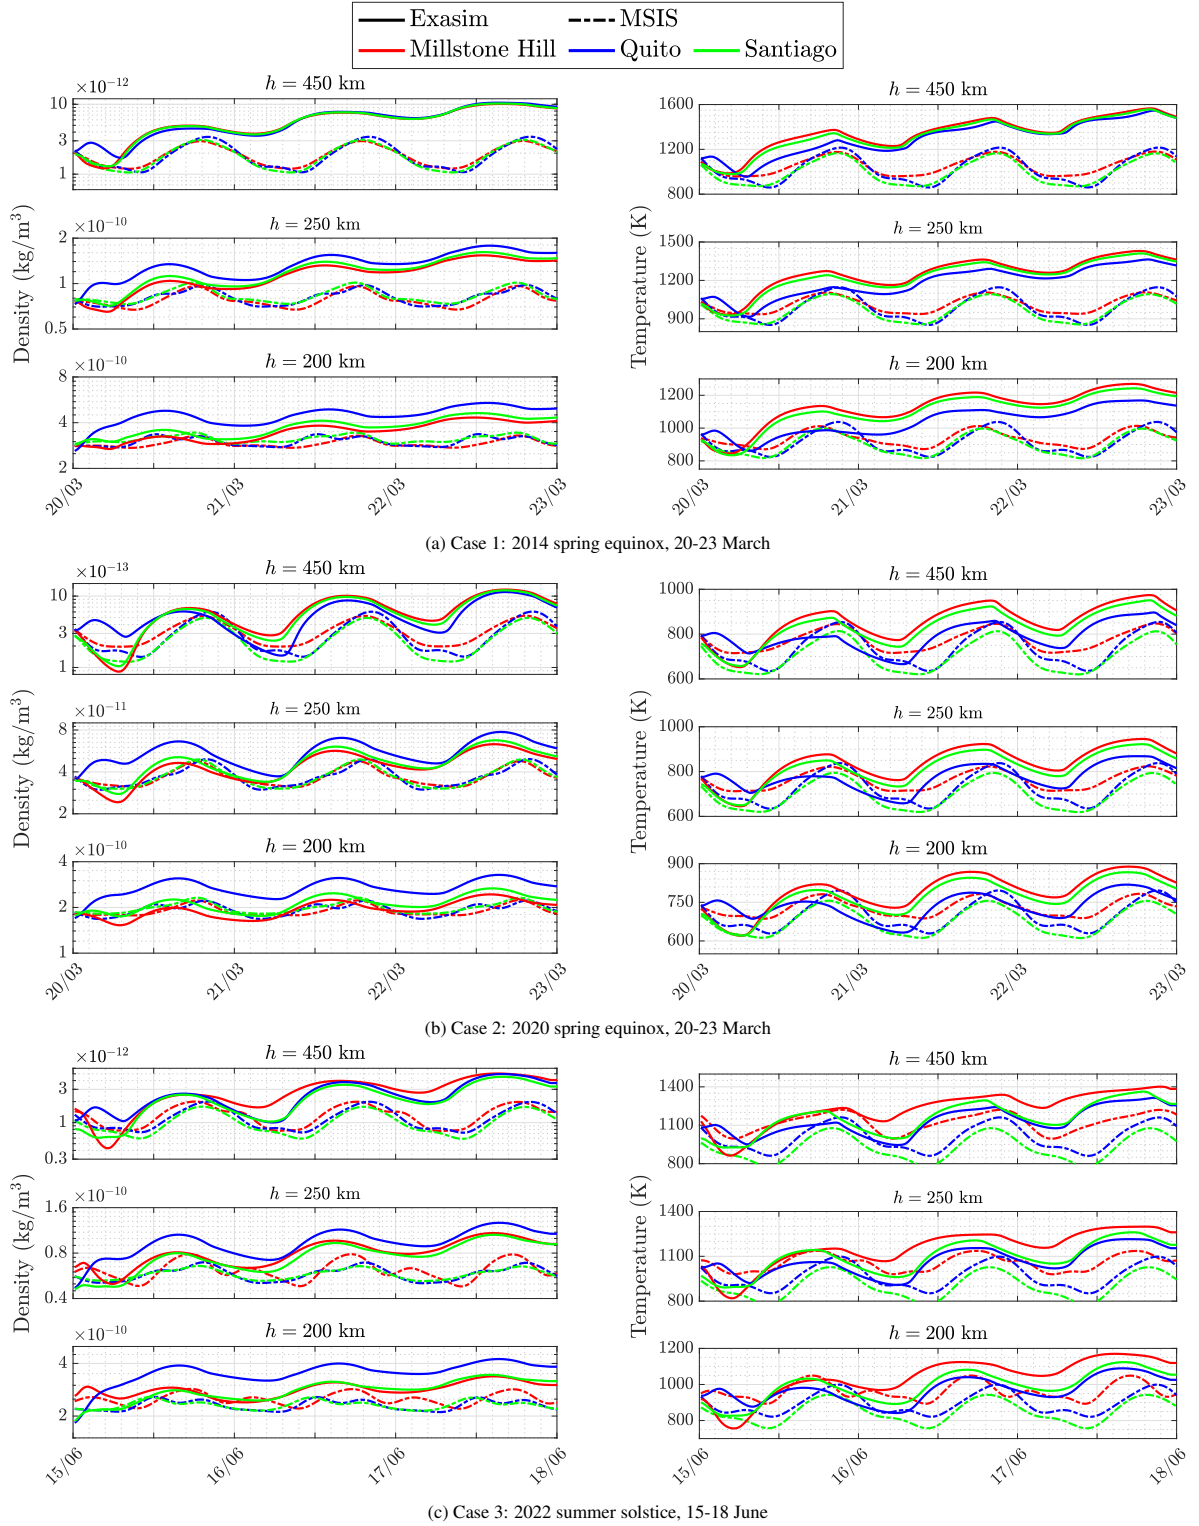 Exasim MSIS
Millstone Hill Quito Santiago
×10−12
h = 450 km
10
3
1
×10−10
h = 250 km
2
1
0.5
×10−10
h = 200 km
8
4
2
20/03 21/03 22/03 23/03
Density (kg/m3)
h = 450 km
1600
1200
800
h = 250 km
1500
1200
900
h = 200 km
1200
1000
800
20/03 21/03 22/03 23/03
Temperature (K)
(a) Case 1: 2014 spring equinox, 20-23 March
×10−13
h = 450 km
10
3
1
×10−11
h = 250 km
8
4
2
×10−10
h = 200 km
4
2
1
20/03 21/03 22/03 23/03
Density (kg/m3)
h = 450 km
1000
800
600
h = 250 km
1000
800
600
h = 200 km
900
750
600
20/03 21/03 22/03 23/03
Temperature (K)
(b) Case 2: 2020 spring equinox, 20-23 March
×10−12
h = 450 km
3
1
0.3
×10−10
h = 250 km
1.6
0.8
0.4
×10−10
h = 200 km
4
2
15/06 16/06 17/06 18/06
Density (kg/m3)
h = 450 km
1400
1100
800
h = 250 km
1400
1100
800
h = 200 km
1200
1000
800
15/06 16/06 17/06 18/06
Temperature (K)
(c) Case 3: 2022 summer solstice, 15-18 June